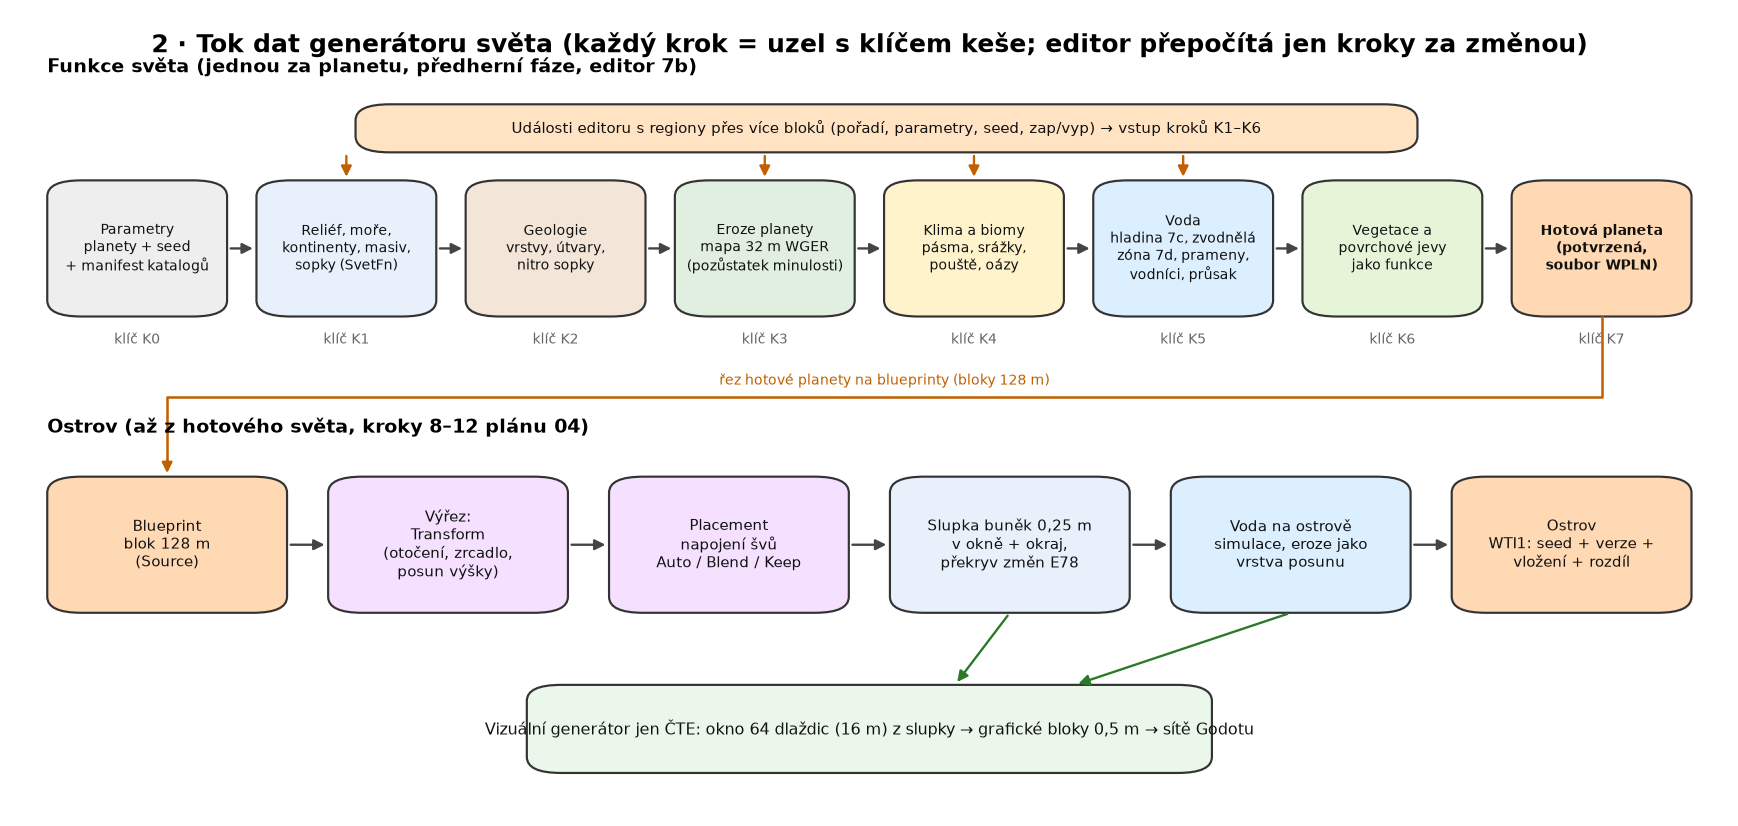 2 · Tok dat generátoru světa (každý krok = uzel s klíčem keše; editor přepočítá jen kroky za změnou)
Funkce světa (jednou za planetu, předherní fáze, editor 7b)
Události editoru s regiony přes více bloků (pořadí, parametry, seed, zap/vyp) → vstup kroků K1–K6
Parametry
planety + seed
+ manifest katalogů
Reliéf, moře,
kontinenty, masiv,
sopky (SvetFn)
Geologie
vrstvy, útvary,
nitro sopky
Eroze planety
mapa 32 m WGER
(pozůstatek minulosti)
Klima a biomy
pásma, srážky,
pouště, oázy
Voda
hladina 7c, zvodnělá
zóna 7d, prameny,
vodníci, průsak
Vegetace a
povrchové jevy
jako funkce
Hotová planeta
(potvrzená,
soubor WPLN)
klíč K0
klíč K1
klíč K2
klíč K3
klíč K4
klíč K5
klíč K6
klíč K7
řez hotové planety na blueprinty (bloky 128 m)
Ostrov (až z hotového světa, kroky 8–12 plánu 04)
Blueprint
blok 128 m
(Source)
Výřez:
Transform
(otočení, zrcadlo,
posun výšky)
Placement
napojení švů
Auto / Blend / Keep
Slupka buněk 0,25 m
v okně + okraj,
překryv změn E78
Voda na ostrově
simulace, eroze jako
vrstva posunu
Ostrov
WTI1: seed + verze +
vložení + rozdíl
Vizuální generátor jen ČTE: okno 64 dlaždic (16 m) z slupky → grafické bloky 0,5 m → sítě Godotu